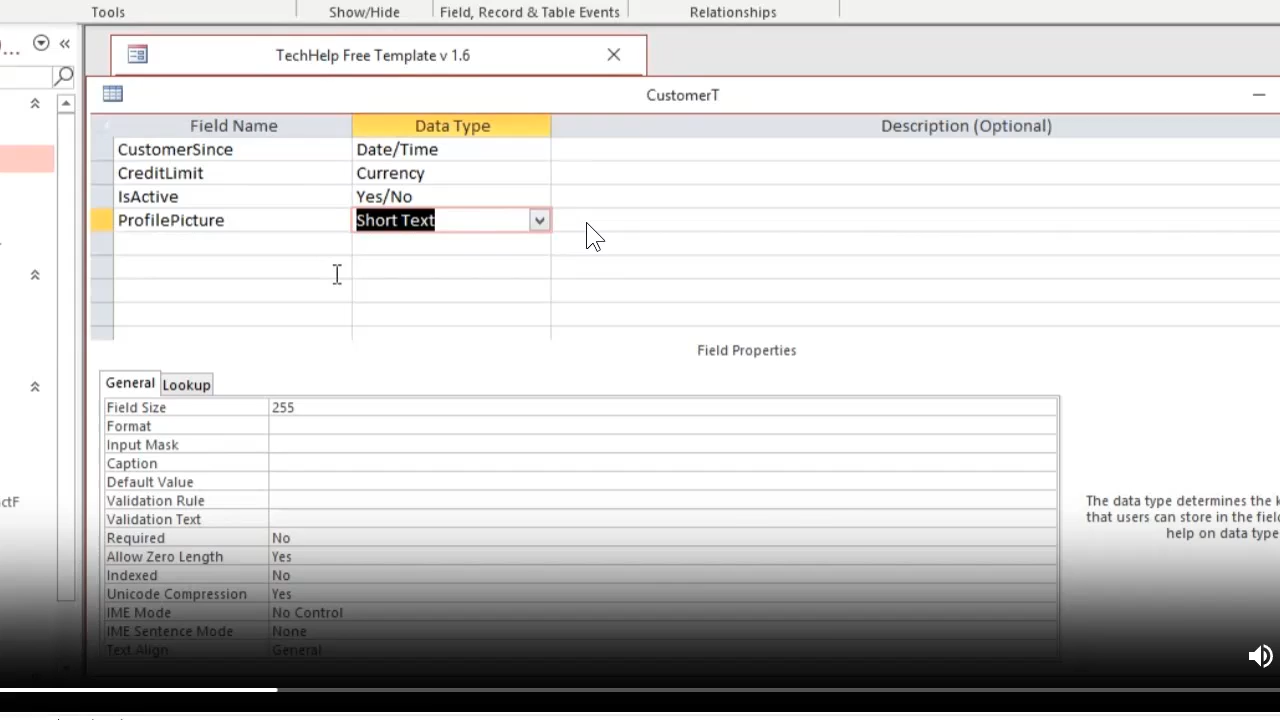 Tools Show/Hide Field, Record & Table Events Relationships
TechHelp Free Template v 1.6
CustomerT
Field Name Data Type Description (Optional)
CustomerSince Date/Time
CreditLimit Currency
IsActive Yes/No
ProfilePicture Short Text
Field Properties
General Lookup
Field Size 255
Format
Input Mask
Caption
Default Value
Validation Rule
Validation Text
Required No
Allow Zero Length Yes
Indexed No
Unicode Compression Yes
IME Mode No Control
IME Sentence Mode None
Text Align General
ctF
The data type determines the k
that users can store in the field
help on data type